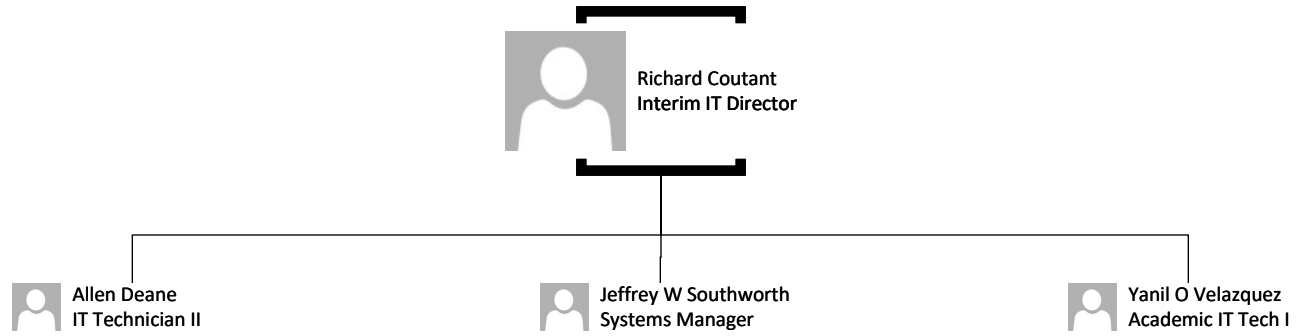 Richard Coutant
Interim IT Director
Allen Deane
IT Technician II
Jeffrey W Southworth
Systems Manager
Yanil O Velazquez
Academic IT Tech I